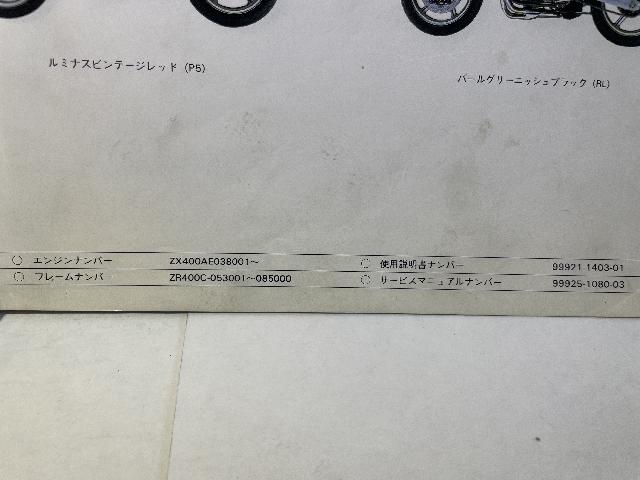 ルミナスビンテージレッド (P5)
パールグリーニッシュブラック (RL)
○ エンジンナンバー ZX400AE038001～
○ フレームナンバ ZR400C-053001～085000
○ 使用説明書ナンバー 99921-1403-01
○ サービスマニュアルナンバー 99925-1080-03